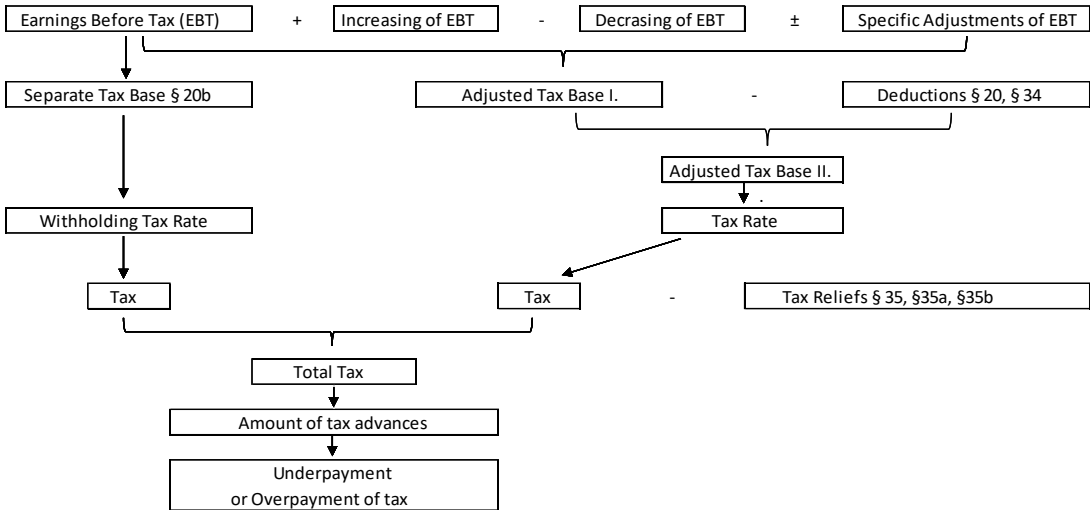 Earnings Before Tax (EBT) + Increasing of EBT - Decrasing of EBT ± Specific Adjustments of EBT
Separate Tax Base § 20b Adjusted Tax Base I. - Deductions § 20, § 34
Adjusted Tax Base II.
.
Withholding Tax Rate Tax Rate
Tax Tax - Tax Reliefs § 35, §35a, §35b
Total Tax
Amount of tax advances
Underpayment
or Overpayment of tax